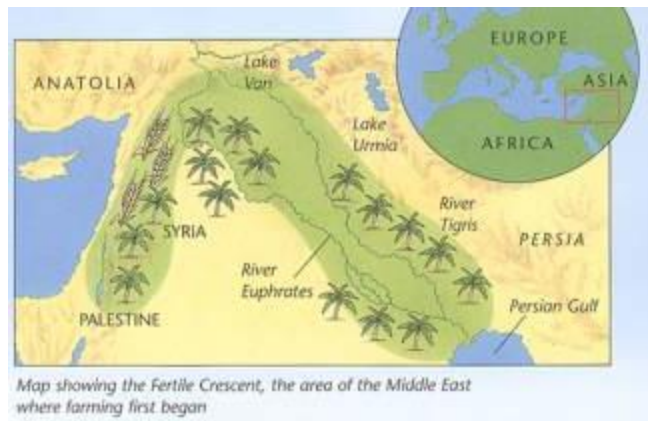 EUROPE
ASIA
AFRICA
ANATOLIA
Lake
Van
Lake
Urmia
River
Tigris
PERSIA
SYRIA
River
Euphrates
Persian Gulf
PALESTINE
Map showing the Fertile Crescent, the area of the Middle East
where farming first began